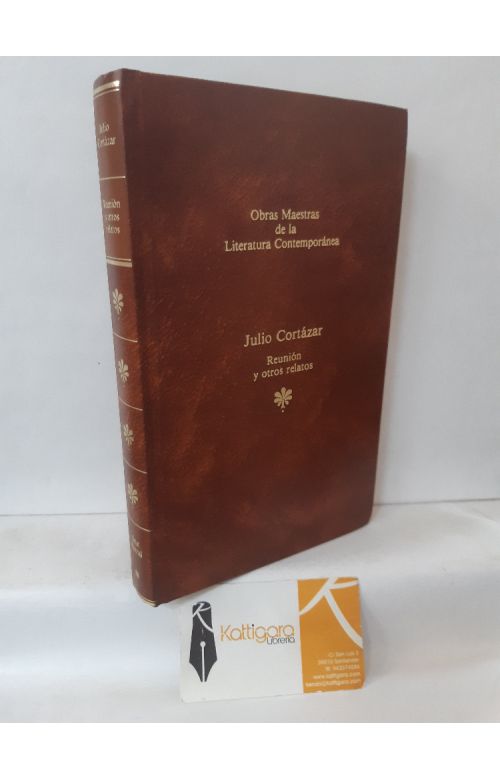 Julio
Cortázar
Reunión
y otros
relatos
Obras Maestras
de la
Literatura Contemporánea
Julio Cortázar
Reunión
y otros relatos
Kattigara
Librería
www.kattigara.com